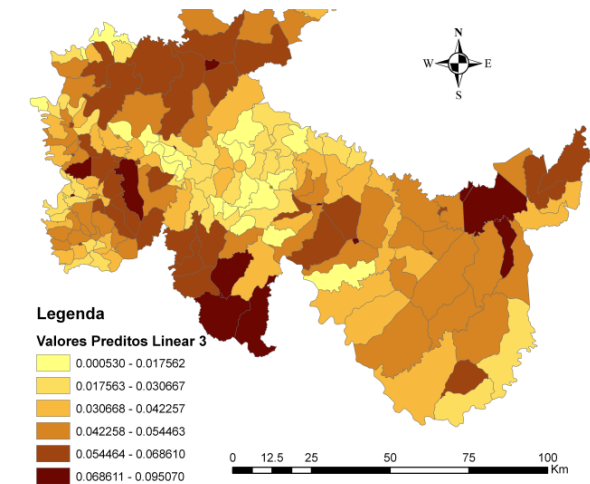 N
W E
S
Legenda
Valores Preditos Linear 3
0.000530 - 0.017562
0.017563 - 0.030667
0.030668 - 0.042257
0.042258 - 0.054463
0.054464 - 0.068610
0.068611 - 0.095070
0 12.5 25 50 75 100
Km